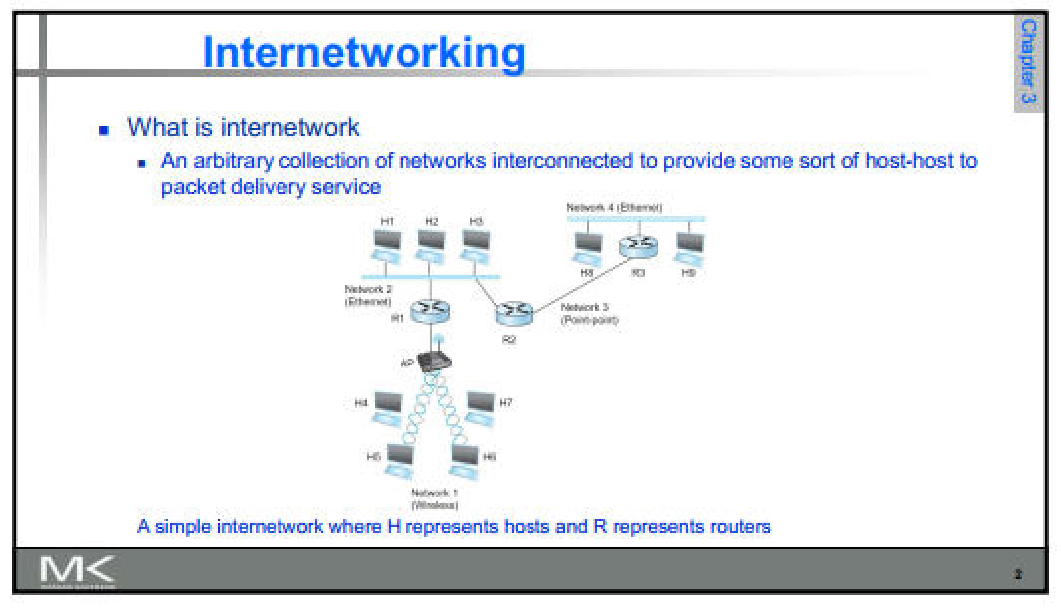 Internetworking
Chapter 3
What is internetwork
An arbitrary collection of networks interconnected to provide some sort of host-host to
packet delivery service
Network 4 (Ethernet)
H1 H2 H3
H8 R3 H9
Network 2
(Ethernet)
R1
Network 3
(Point-point)
R2
AP
H4 H7
H5 H6
Network 1
(Wireless)
A simple internetwork where H represents hosts and R represents routers
MK
2